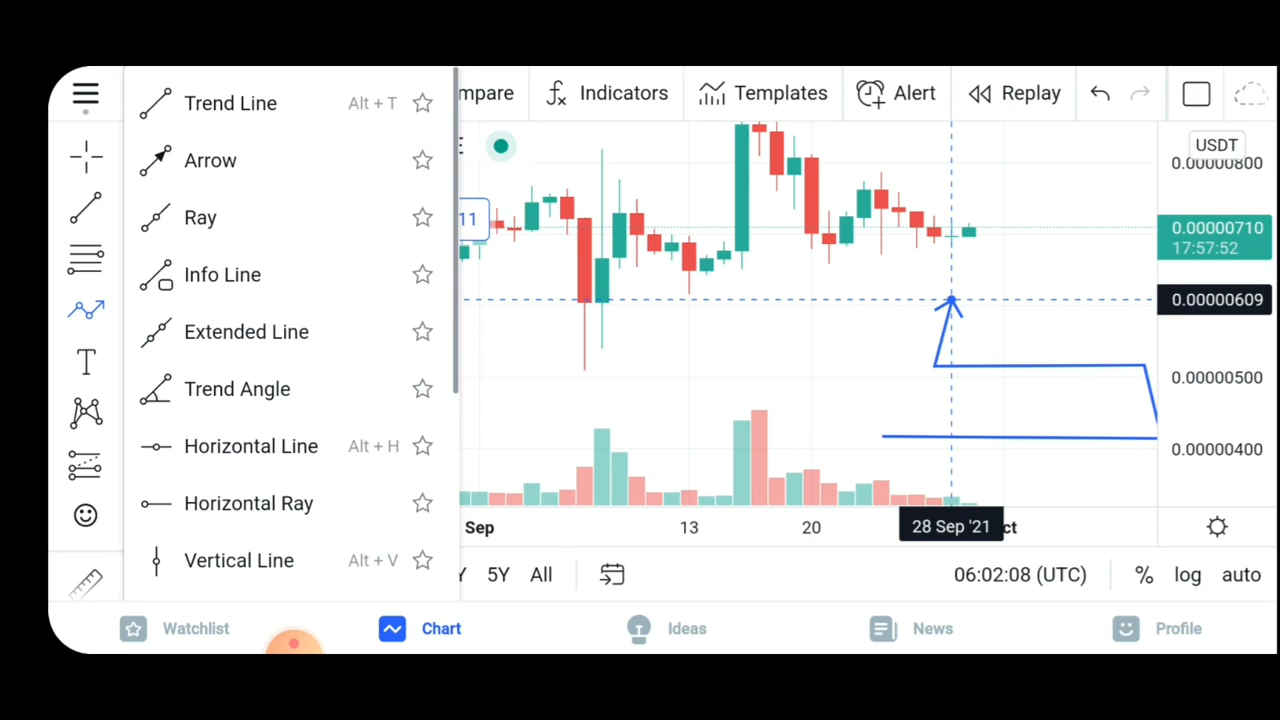 mpare
Indicators
Templates
Alert
Replay
Trend Line Alt + T
Arrow
Ray
Info Line
Extended Line
Trend Angle
Horizontal Line Alt + H
Horizontal Ray
Vertical Line Alt + V
T
11
USDT
0.00000800
0.00000710
17:57:52
0.00000609
0.00000500
0.00000400
Sep 13 20 28 Sep '21 ct
Y 5Y All 06:02:08 (UTC) % log auto
Watchlist Chart Ideas News Profile